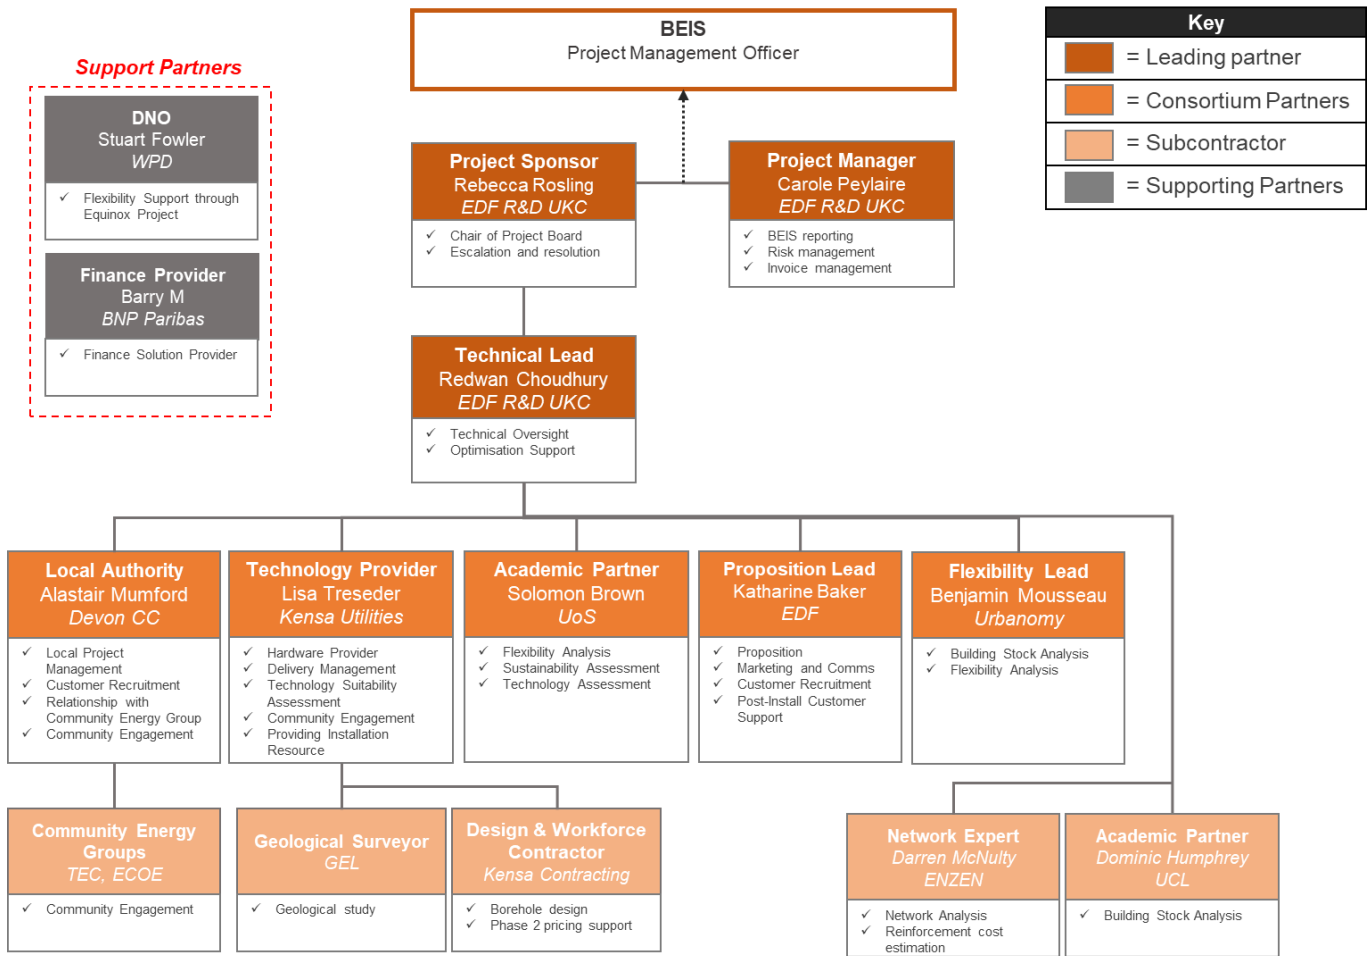 BEIS
Project Management Officer
Key
= Leading partner
= Consortium Partners
= Subcontractor
= Supporting Partners
Support Partners
DNO
Stuart Fowler
WPD
✓ Flexibility Support through
Equinox Project
Finance Provider
Barry M
BNP Paribas
✓ Finance Solution Provider
Project Sponsor
Rebecca Rosling
EDF R&D UKC
✓ Chair of Project Board
✓ Escalation and resolution
Project Manager
Carole Peylaire
EDF R&D UKC
✓ BEIS reporting
✓ Risk management
✓ Invoice management
Technical Lead
Redwan Choudhury
EDF R&D UKC
✓ Technical Oversight
✓ Optimisation Support
Local Authority
Alastair Mumford
Devon CC
✓ Local Project
Management
✓ Customer Recruitment
✓ Relationship with
Community Energy Group
✓ Community Engagement
Technology Provider
Lisa Treseder
Kensa Utilities
✓ Hardware Provider
✓ Delivery Management
✓ Technology Suitability
Assessment
✓ Community Engagement
✓ Providing Installation
Resource
Academic Partner
Solomon Brown
UoS
✓ Flexibility Analysis
✓ Sustainability Assessment
✓ Technology Assessment
Proposition Lead
Katharine Baker
EDF
✓ Proposition
✓ Marketing and Comms
✓ Customer Recruitment
✓ Post-Install Customer
Support
Flexibility Lead
Benjamin Mousseau
Urbanomy
✓ Building Stock Analysis
✓ Flexibility Analysis
Community Energy
Groups
TEC, ECOE
✓ Community Engagement
Geological Surveyor
GEL
✓ Geological study
Design & Workforce
Contractor
Kensa Contracting
✓ Borehole design
✓ Phase 2 pricing support
Network Expert
Darren McNulty
ENZEN
✓ Network Analysis
✓ Reinforcement cost
estimation
Academic Partner
Dominic Humphrey
UCL
✓ Building Stock Analysis